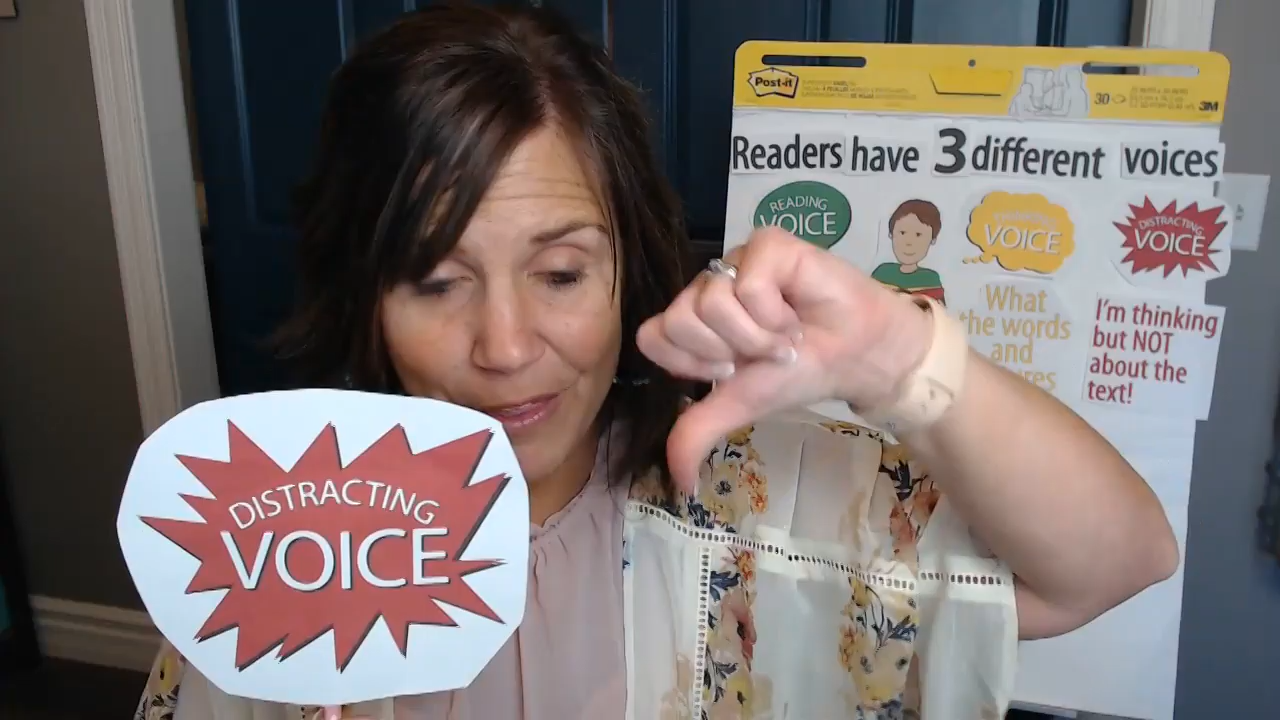 Post-it
30
3M
Readers have 3 different voices
READING
VOICE
VOICE
DISTRACTING
VOICE
What
the words
and
I'm thinking
but NOT
about the
text!
DISTRACTING
VOICE